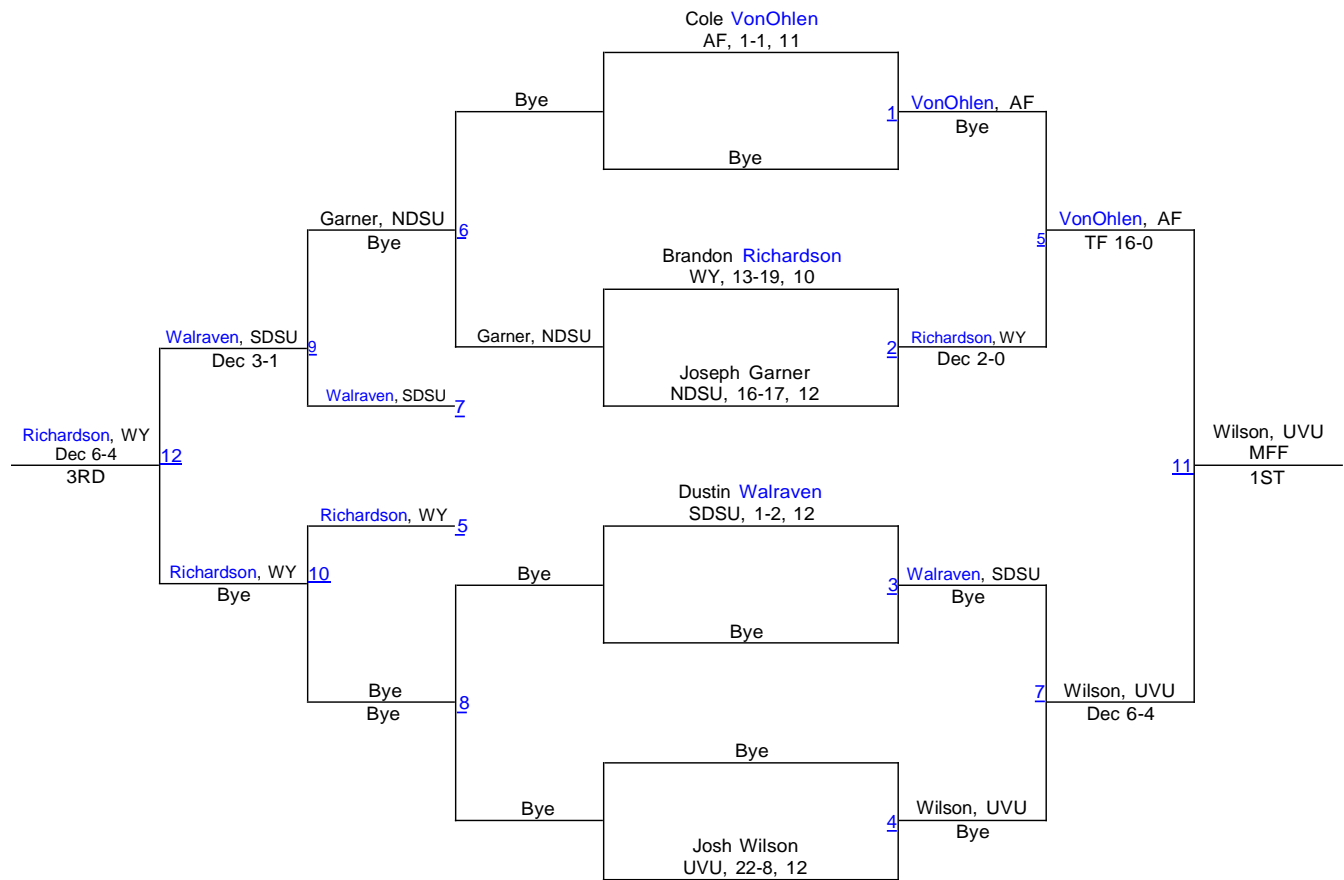 Cole VonOhlen
AF, 1-1, 11
Bye
1
VonOhlen, AF
Bye
Bye
Garner, NDSU
Bye
6
5
VonOhlen, AF
TF 16-0
Brandon Richardson
WY, 13-19, 10
Garner, NDSU
2
Richardson, WY
Dec 2-0
Joseph Garner
NDSU, 16-17, 12
Walraven, SDSU
Dec 3-1
9
Walraven, SDSU
7
Richardson, WY
Dec 6-4
3RD
12
11
Wilson, UVU
MFF
1ST
Dustin Walraven
SDSU, 1-2, 12
Richardson, WY
5
Richardson, WY
Bye
10
Bye
3
Walraven, SDSU
Bye
Bye
Bye
Bye
8
7
Wilson, UVU
Dec 6-4
Bye
Bye
4
Wilson, UVU
Bye
Josh Wilson
UVU, 22-8, 12